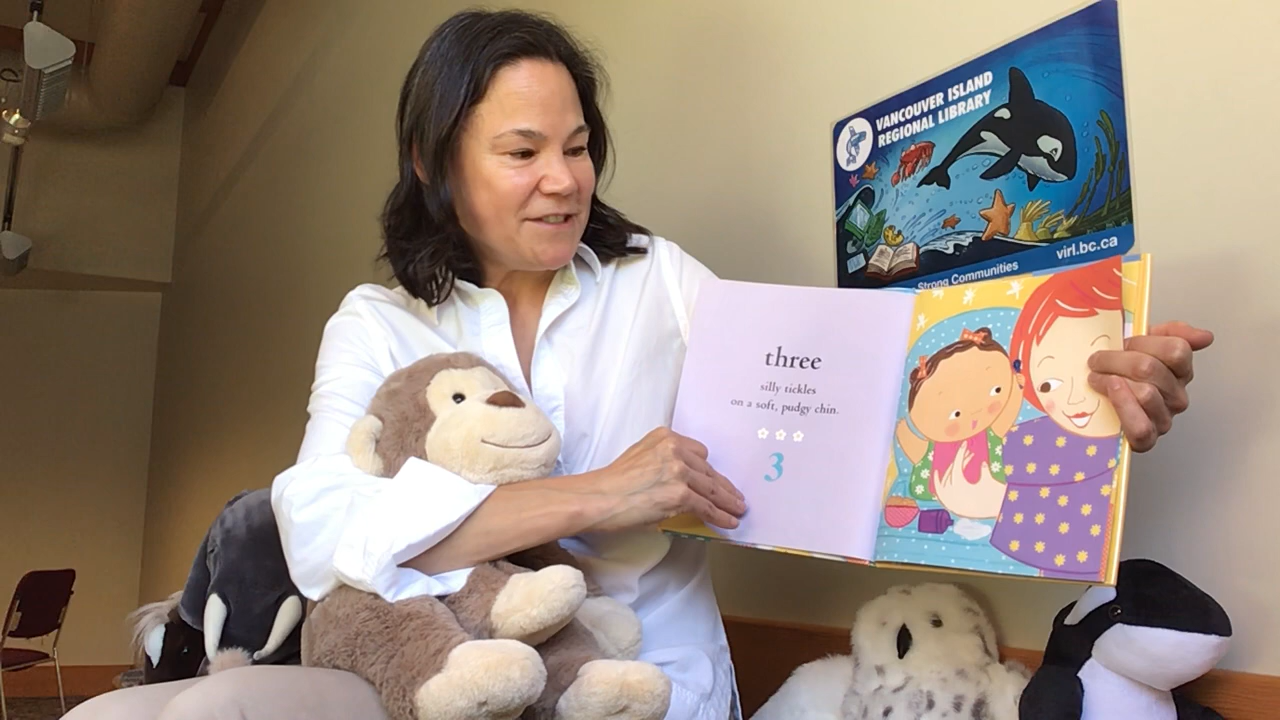 VANCOUVER ISLAND
REGIONAL LIBRARY
Strong Communities
virl.bc.ca
three
silly tickles
on a soft, pudgy chin.
3